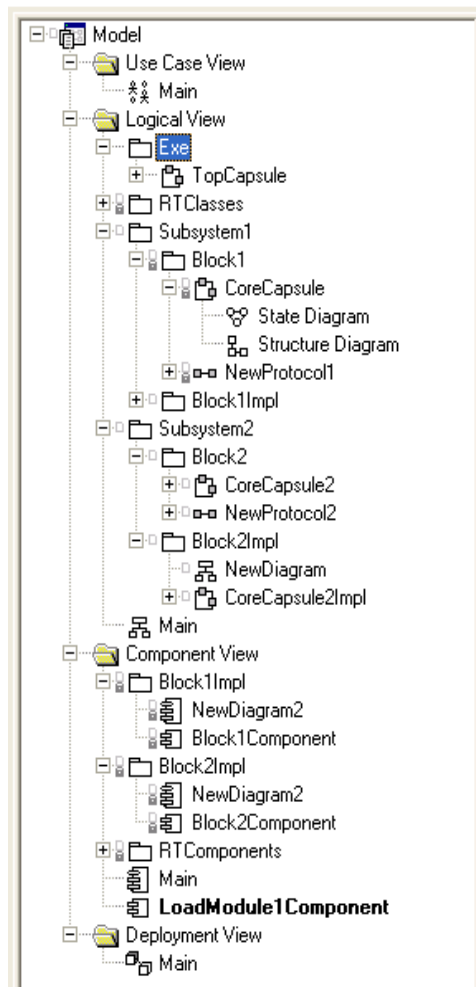 Model
Use Case View
Main
Logical View
Exe
TopCapsule
RTClasses
Subsystem1
Block1
CoreCapsule
State Diagram
Structure Diagram
NewProtocol1
Block1Impl
Subsystem2
Block2
CoreCapsule2
NewProtocol2
Block2Impl
NewDiagram
CoreCapsule2Impl
Main
Component View
Block1Impl
NewDiagram2
Block1Component
Block2Impl
NewDiagram2
Block2Component
RTComponents
Main
LoadModule1Component
Deployment View
Main